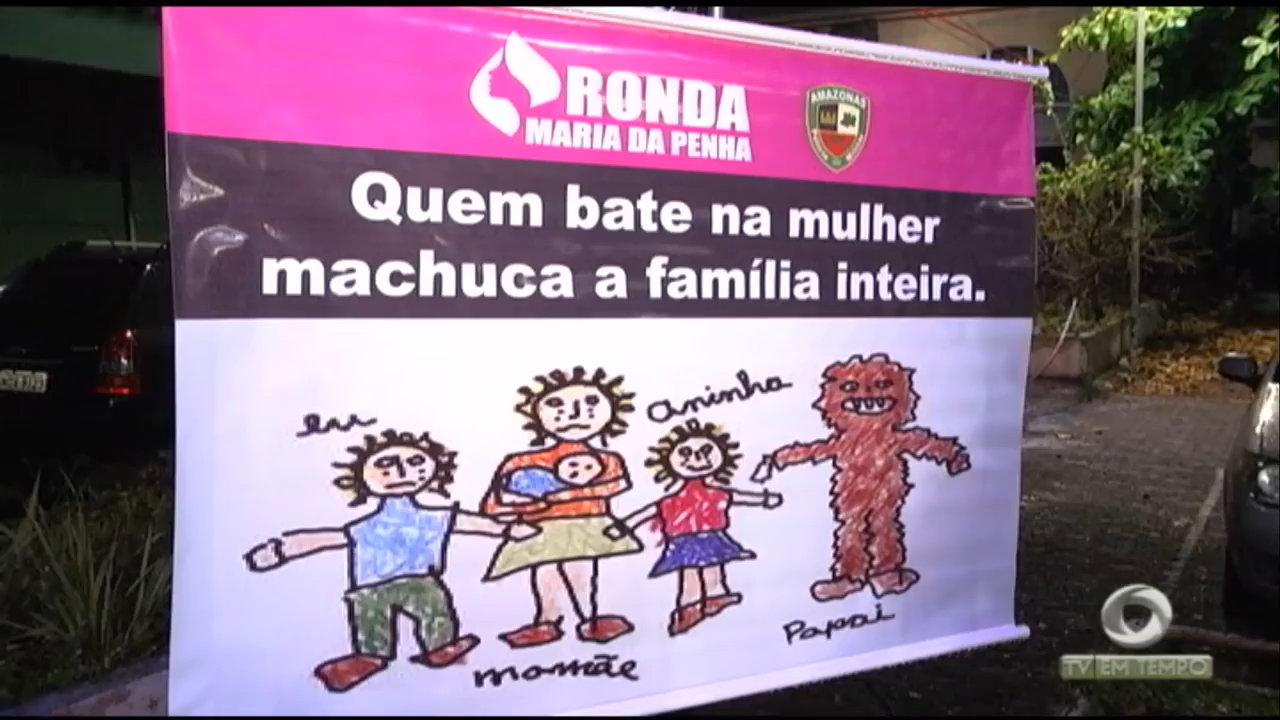 RONDA
MARIA DA PENHA
AMAZONAS
Quem bate na mulher
machuca a família inteira.
eu
aninha
mamãe
Papai
TV EM TEMPO